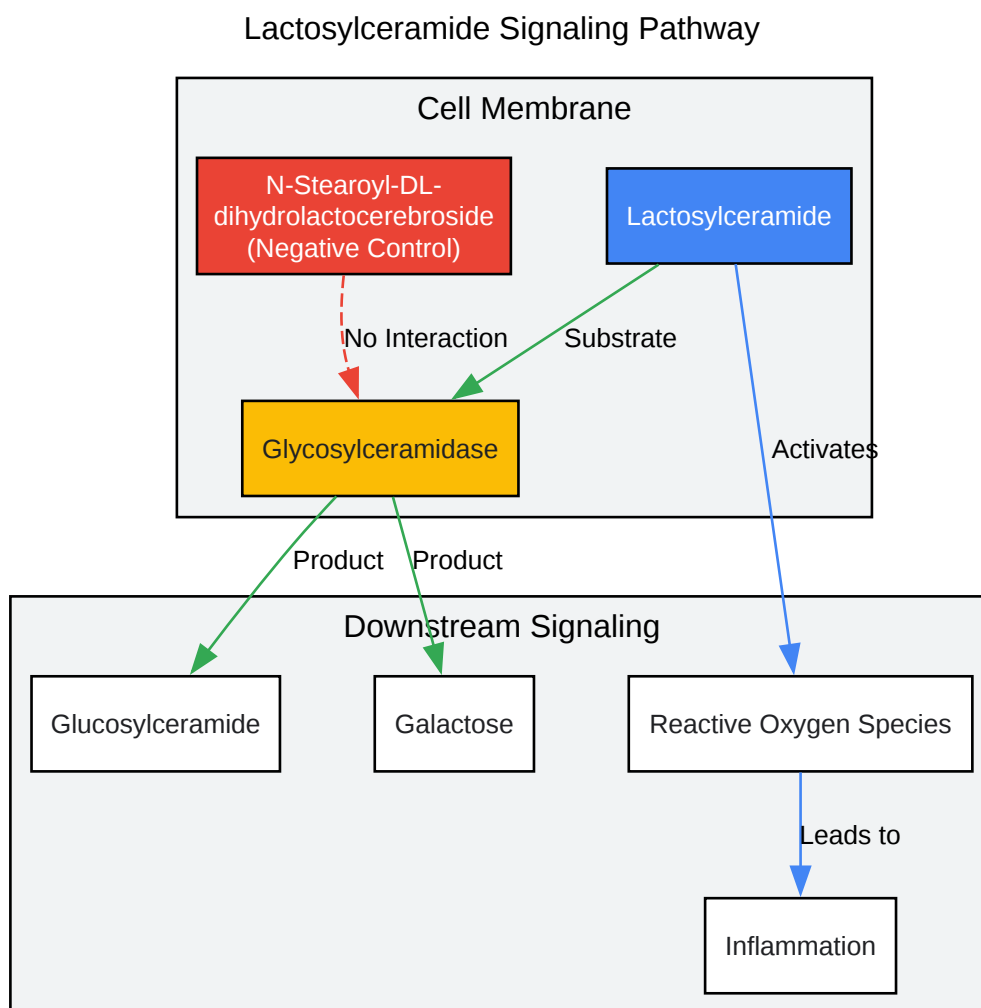 Lactosylceramide Signaling Pathway
Cell Membrane
N-Stearoyl-DL-
dihydrolactocerebroside
(Negative Control)
Lactosylceramide
No Interaction
Substrate
Glycosylceramidase
Activates
Product
Product
Downstream Signaling
Glucosylceramide
Galactose
Reactive Oxygen Species
Leads to
Inflammation